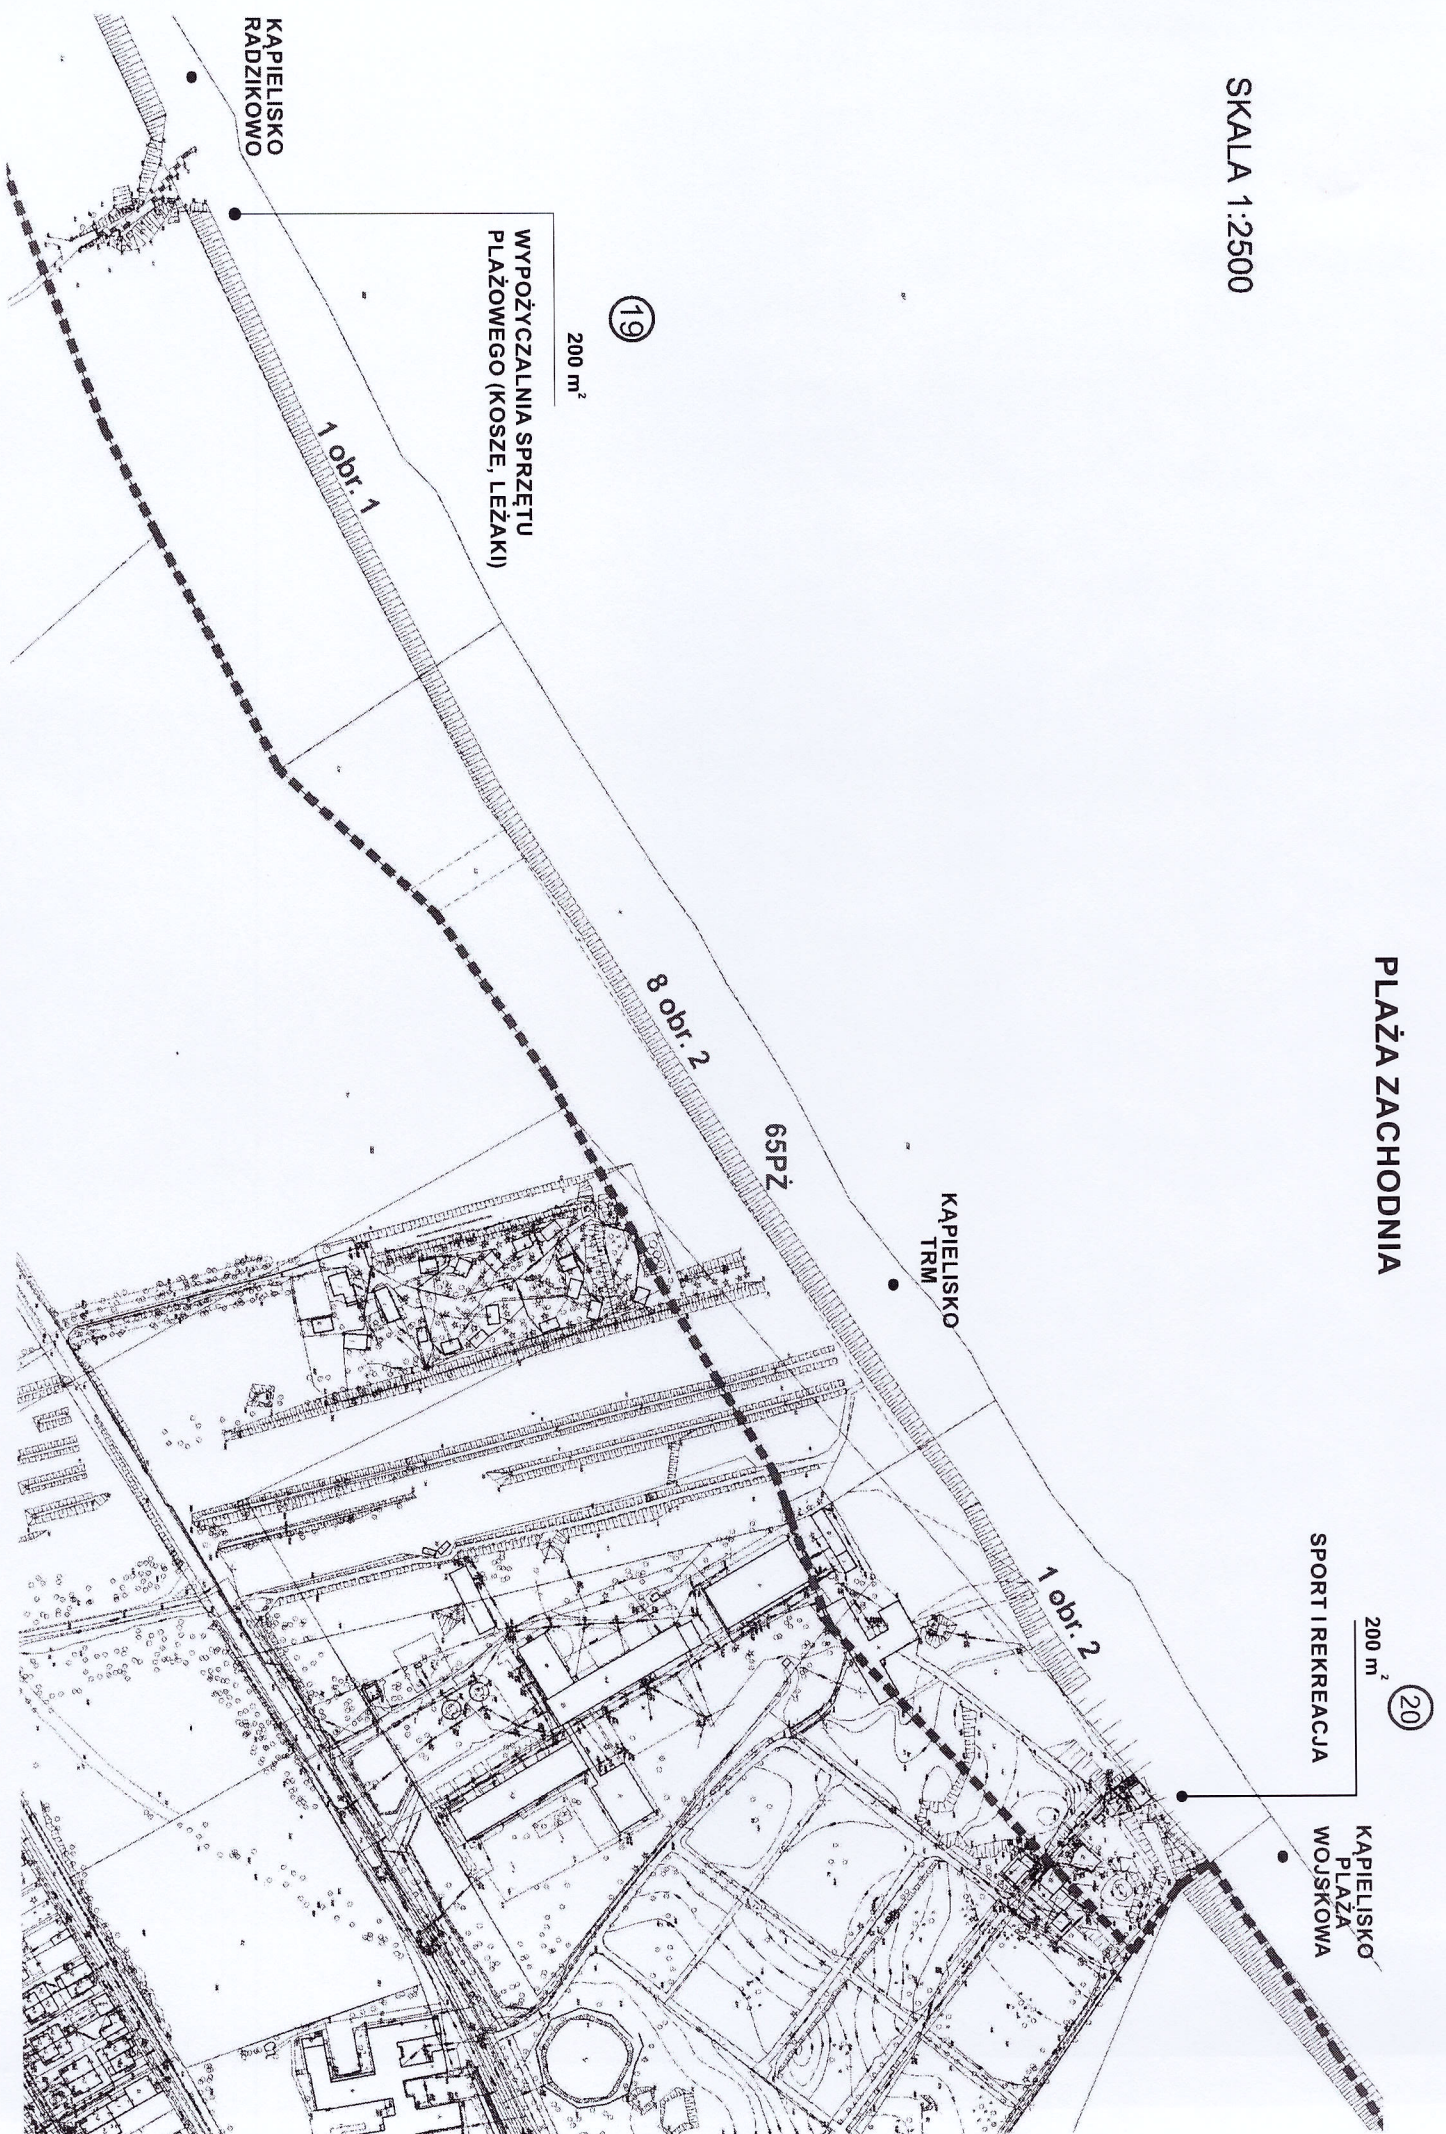 PLAŻA ZACHODNIA
SKALA 1:2500
KĄPIELISKO
RADZIKOWO
19
200 m²
WYPOŻYCZALNIA SPRZĘTU
PLAŻOWEGO (KOSZE, LEŻAKI)
1 obr. 1
8 obr. 2
65PŻ
KĄPIELISKO
TRM
1 obr. 2
20
200 m²
SPORT I REKREACJA
KĄPIELISKO
PLAŻA
WOJSKOWA